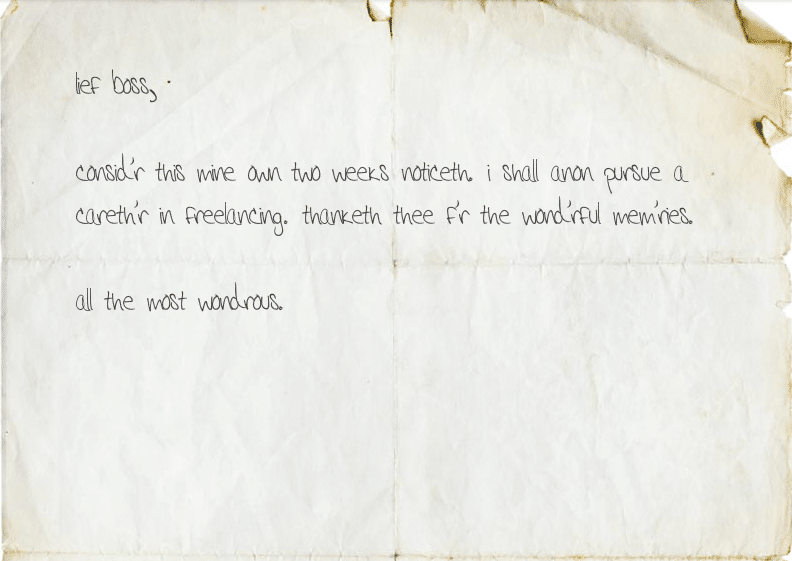 lief boss,
consid'r this mine own two weeks noticeth. i shall anon pursue a
careth'r in freelancing. thanketh thee f'r the wond'rful mem'ries.
all the most wondrous.